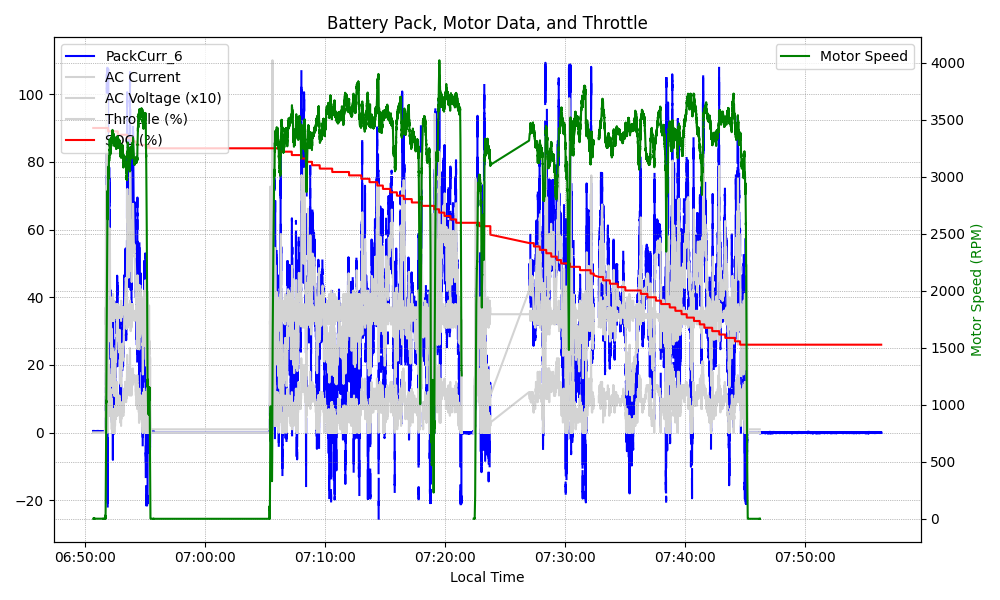 Battery Pack, Motor Data, and Throttle
PackCurr_6
AC Current
AC Voltage (x10)
Throttle (%)
SOC (%)
Motor Speed
100
80
60
40
20
0
−20
4000
3500
3000
2500
2000
1500
1000
500
0
Motor Speed (RPM)
06:50:00 07:00:00 07:10:00 07:20:00 07:30:00 07:40:00 07:50:00
Local Time